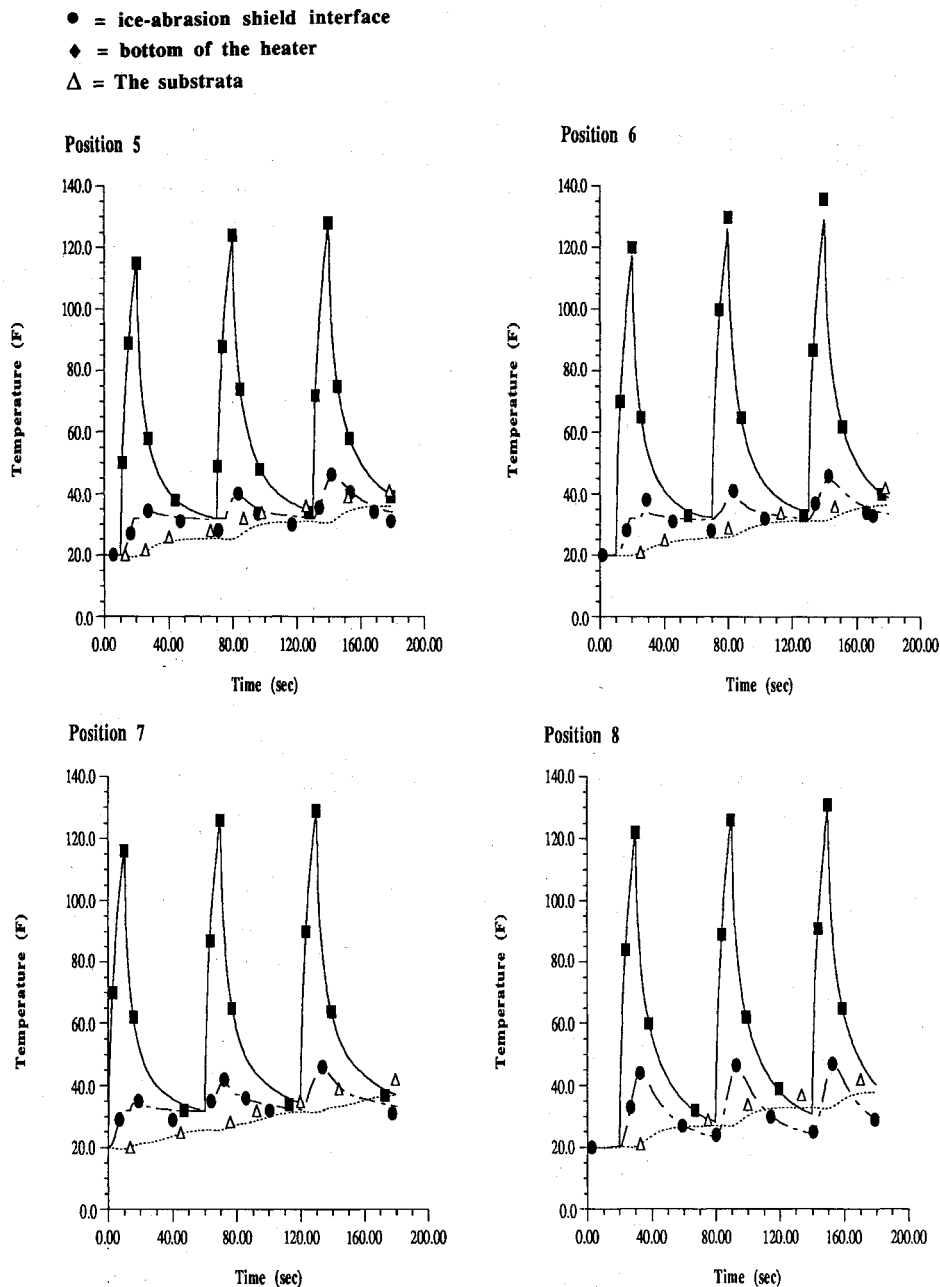 ● = ice-abrasion shield interface
♦ = bottom of the heater
Δ = The substrata
Position 5
Temperature (F)
140.0
120.0
100.0
80.0
60.0
40.0
20.0
0.0
0.00 40.00 80.00 120.00 160.00 200.00
Time (sec)
Position 6
Temperature (F)
140.0
120.0
100.0
80.0
60.0
40.0
20.0
0.0
0.00 40.00 80.00 120.00 160.00 200.00
Time (sec)
Position 7
Temperature (F)
140.0
120.0
100.0
80.0
60.0
40.0
20.0
0.0
0.00 40.00 80.00 120.00 160.00 200.00
Time (sec)
Position 8
Temperature (F)
140.0
120.0
100.0
80.0
60.0
40.0
20.0
0.0
0.00 40.00 80.00 120.00 160.00 200.00
Time (sec)